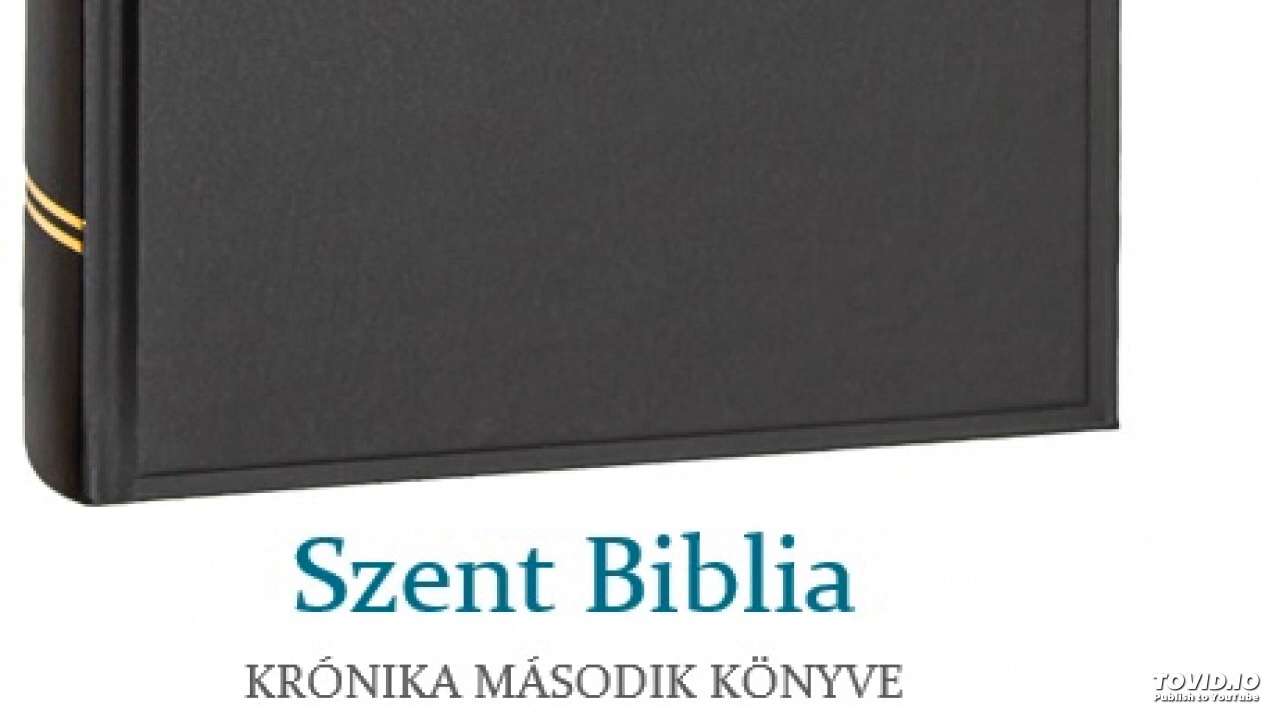 Szent Biblia
KRÓNIKA MÁSODIK KÖNYVE
TOVID.IO
Publish to YouTube